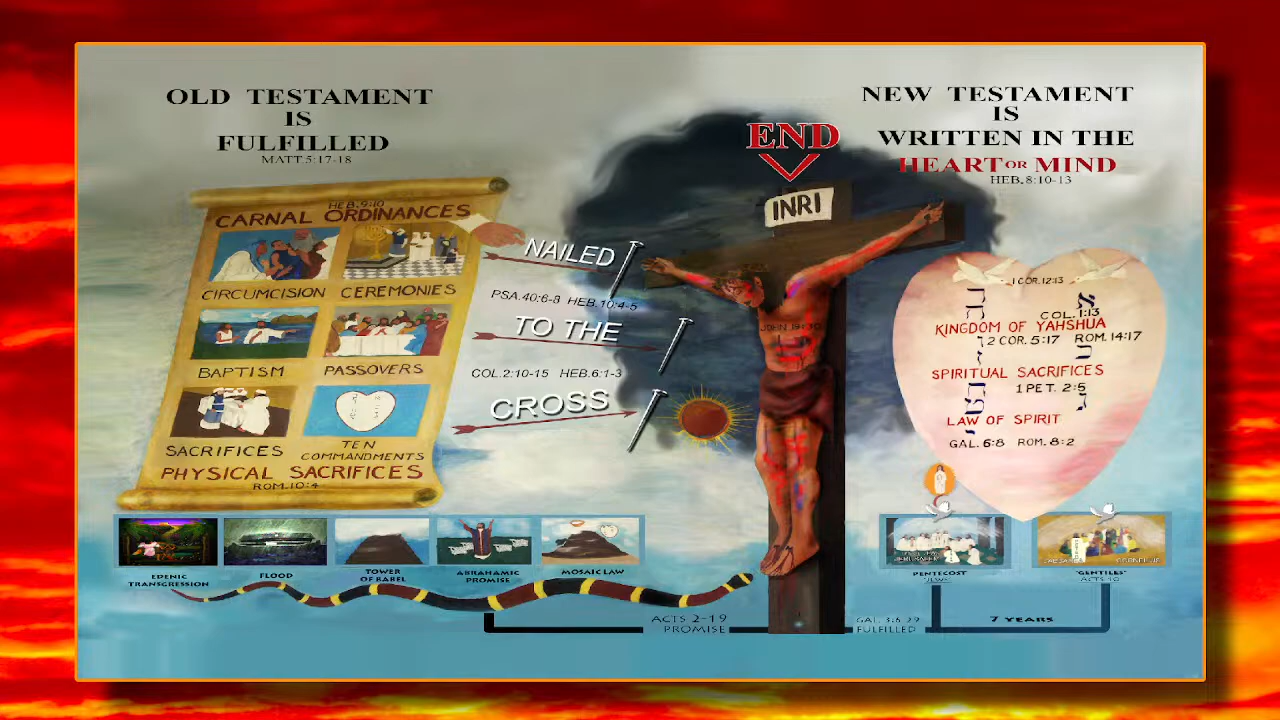 OLD TESTAMENT
IS
FULFILLED
MATT.5:17-18
HEB.9:10
CARNAL ORDINANCES
CIRCUMCISION CEREMONIES
BAPTISM PASSOVERS
SACRIFICES TEN
COMMANDMENTS
PHYSICAL SACRIFICES
ROM.10:4
NAILED
PSA.40:6-8 HEB.10:4-5
TO THE
COL.2:10-15 HEB.6:1-3
CROSS
END
INRI
JOHN 19:30
NEW TESTAMENT
IS
WRITTEN IN THE
HEART OR MIND
HEB.8:10-13
1 COR.12:13
COL.1:13
KINGDOM OF YAHSHUA
2 COR.5:17 ROM.14:17
SPIRITUAL SACRIFICES
1 PET. 2:5
LAW OF SPIRIT
GAL. 6:8 ROM. 8:2
EDENIC
TRANSGRESSION
FLOOD
TOWER
OF BABEL
ABRAHAMIC
PROMISE
MOSAIC LAW
PENTECOST
"GENTILES"
ACTS 10
ACTS 2-19
PROMISE
FULFILLED
7 YEARS